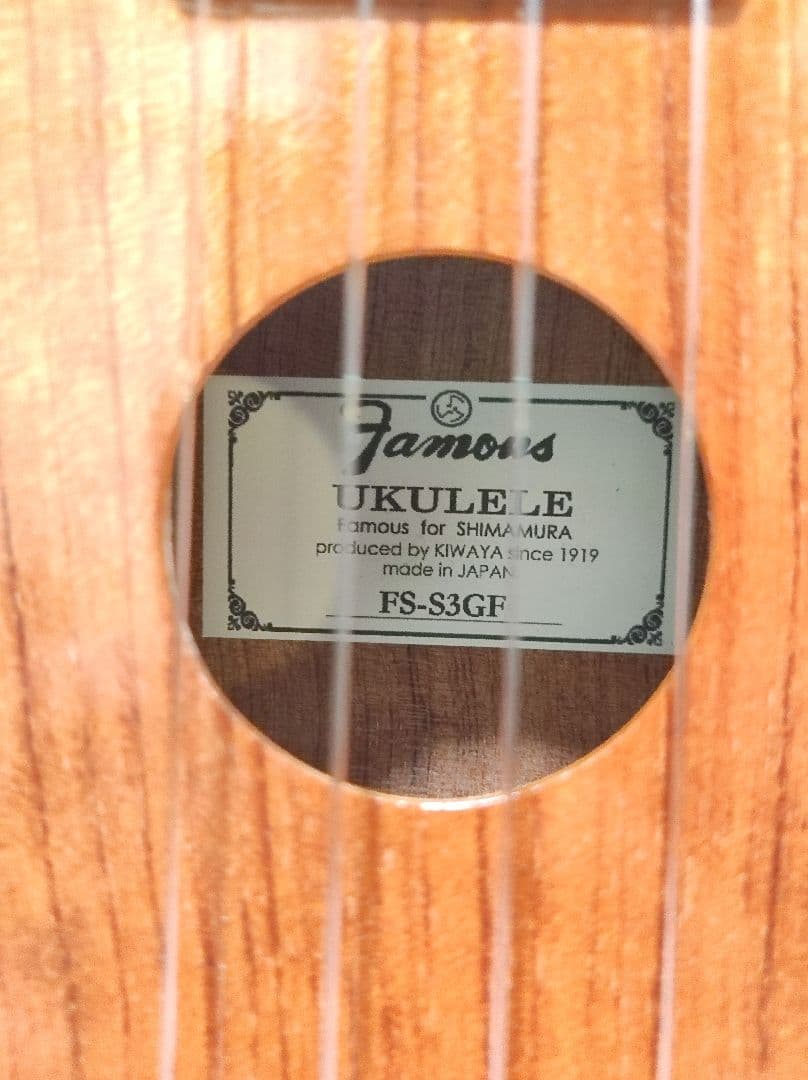 Famous
UKULELE
Famous for SHIMAMURA
produced by KIWAYA since 1919
made in JAPAN
FS-S3GF